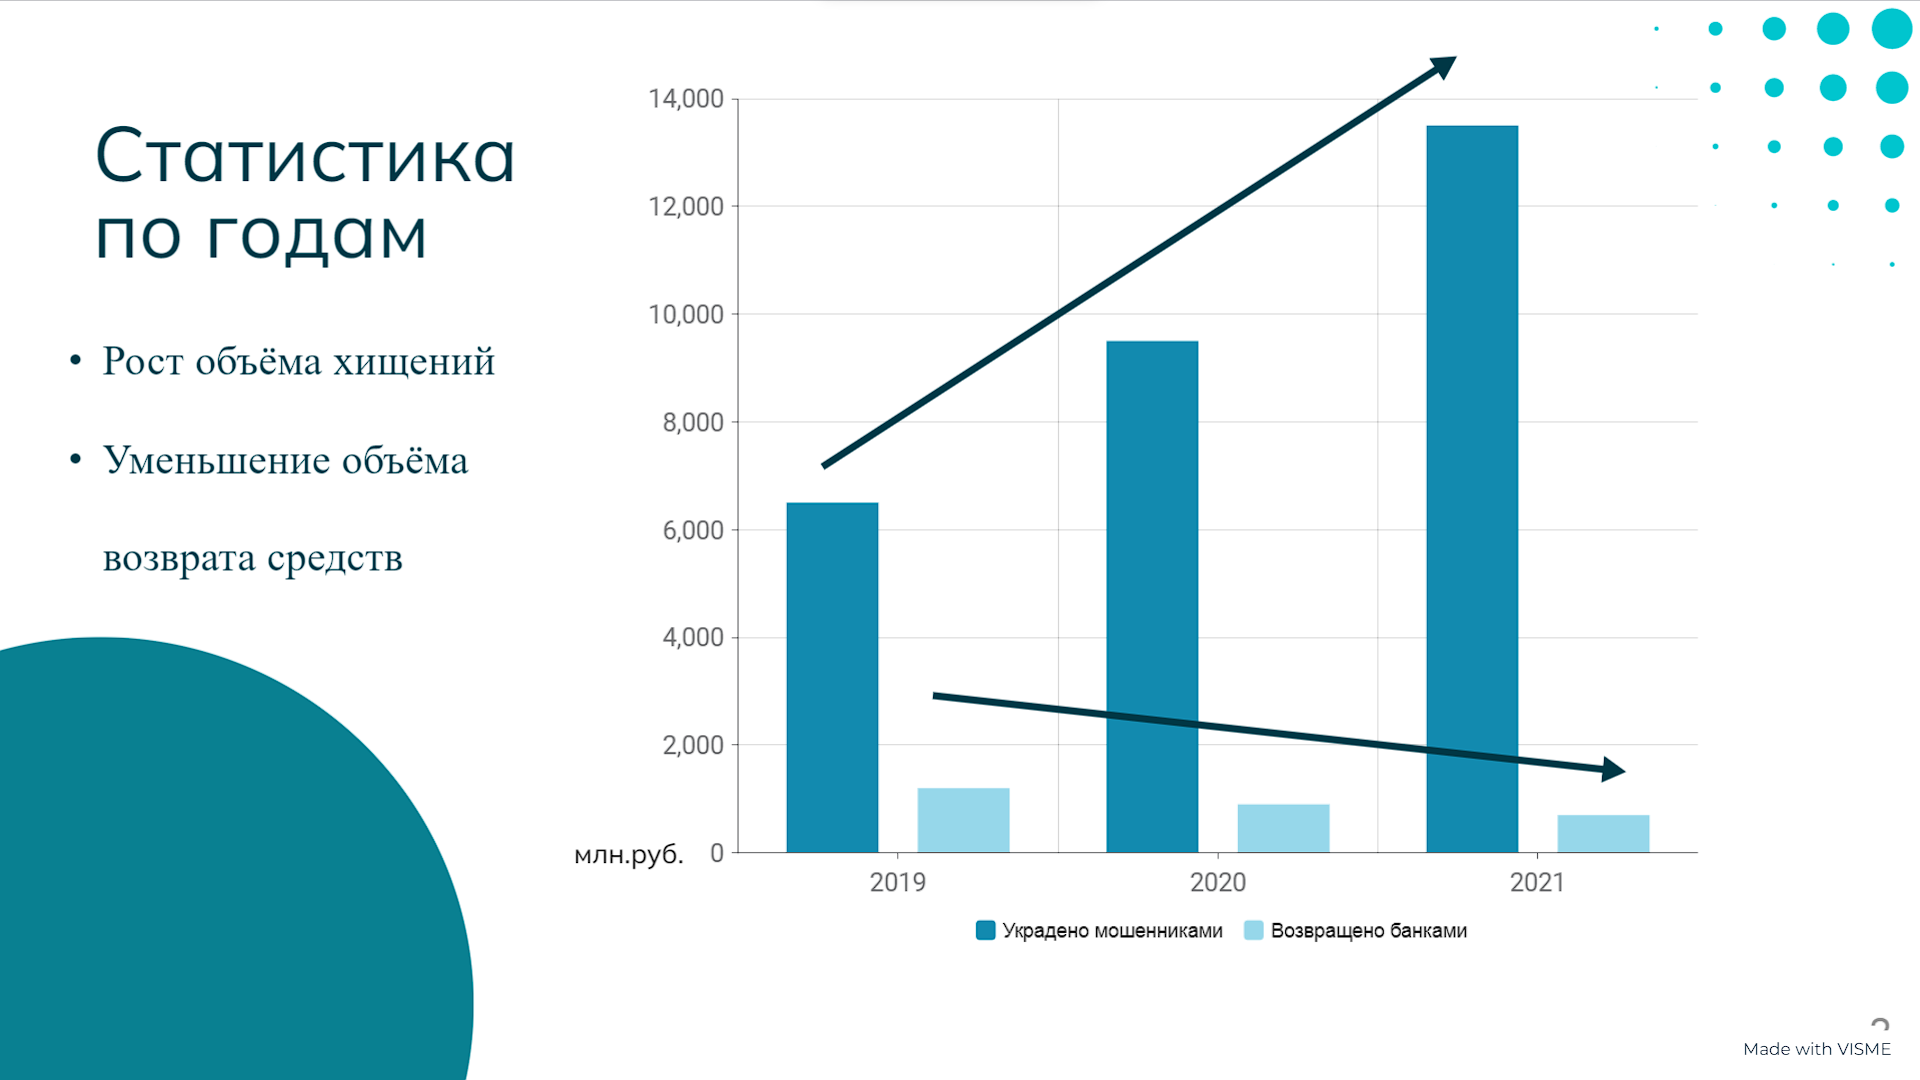 Статистика
по годам
• Рост объёма хищений
• Уменьшение объёма
возврата средств
14,000
12,000
10,000
8,000
6,000
4,000
2,000
млн.руб. 0
2019 2020 2021
Украдено мошенниками Возвращено банками
Made with VISME